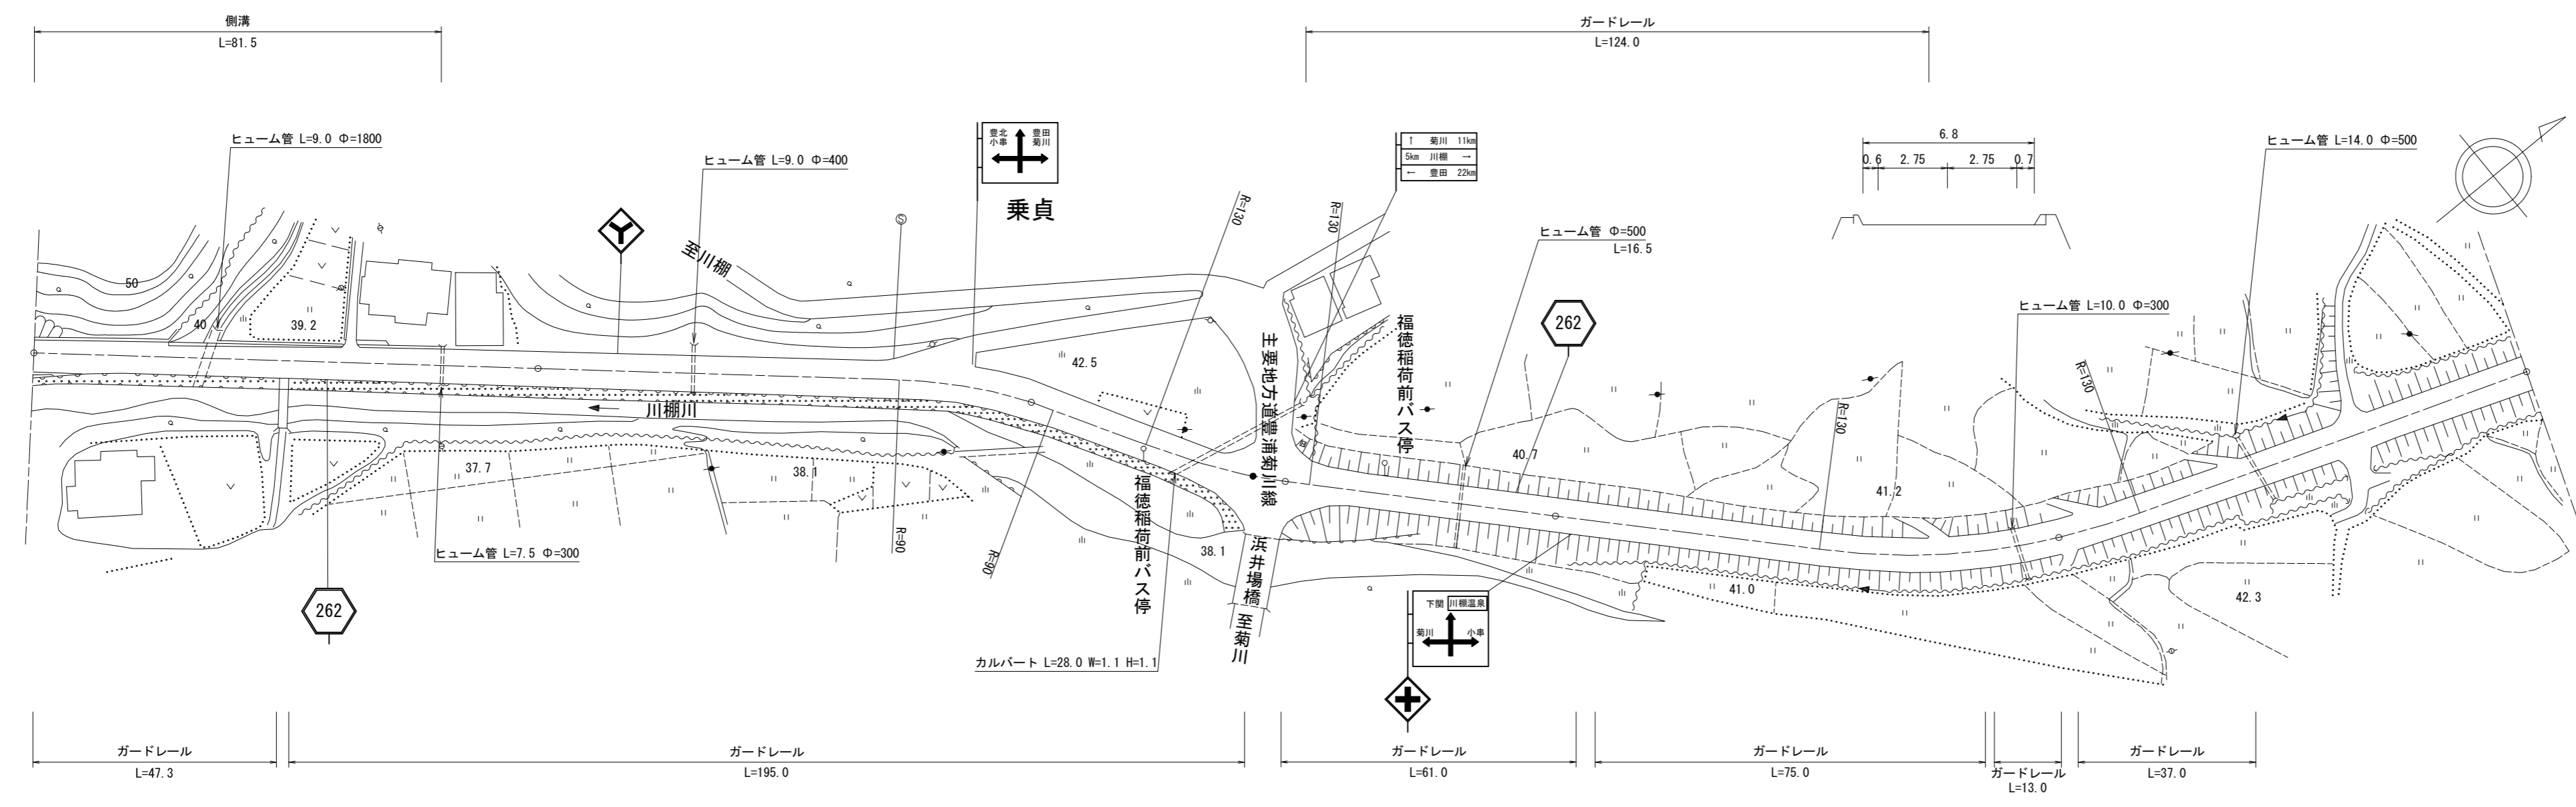 側溝
L=81.5
ガードレール
L=124.0
ヒューム管 L=9.0 Φ=1800
ヒューム管 L=9.0 Φ=400
豊北 豊田
小串 菊川
乗貞
↑ 菊川 11km
5km 川棚 →
← 豊田 22km
6.8
0.6 2.75 2.75 0.7
ヒューム管 L=14.0 Φ=500
R=130
R=130
S
ヒューム管 Φ=500
L=16.5
至川棚
50
40
39.2
262
ヒューム管 L=10.0 Φ=300
42.5
主要地方道豊浦菊川線
福徳稲荷前バス停
R=130
R=130
川棚川
37.7
38.1
40.7
41.2
ヒューム管 L=7.5 Φ=300
R=90
R=90
福徳稲荷前バス停
38.1
浜井場橋
至菊川
41.0
42.3
262
カルバート L=28.0 W=1.1 H=1.1
下関 川棚温泉
菊川 小串
ガードレール
L=47.3
ガードレール
L=195.0
ガードレール
L=61.0
ガードレール
L=75.0
ガードレール
L=13.0
ガードレール
L=37.0